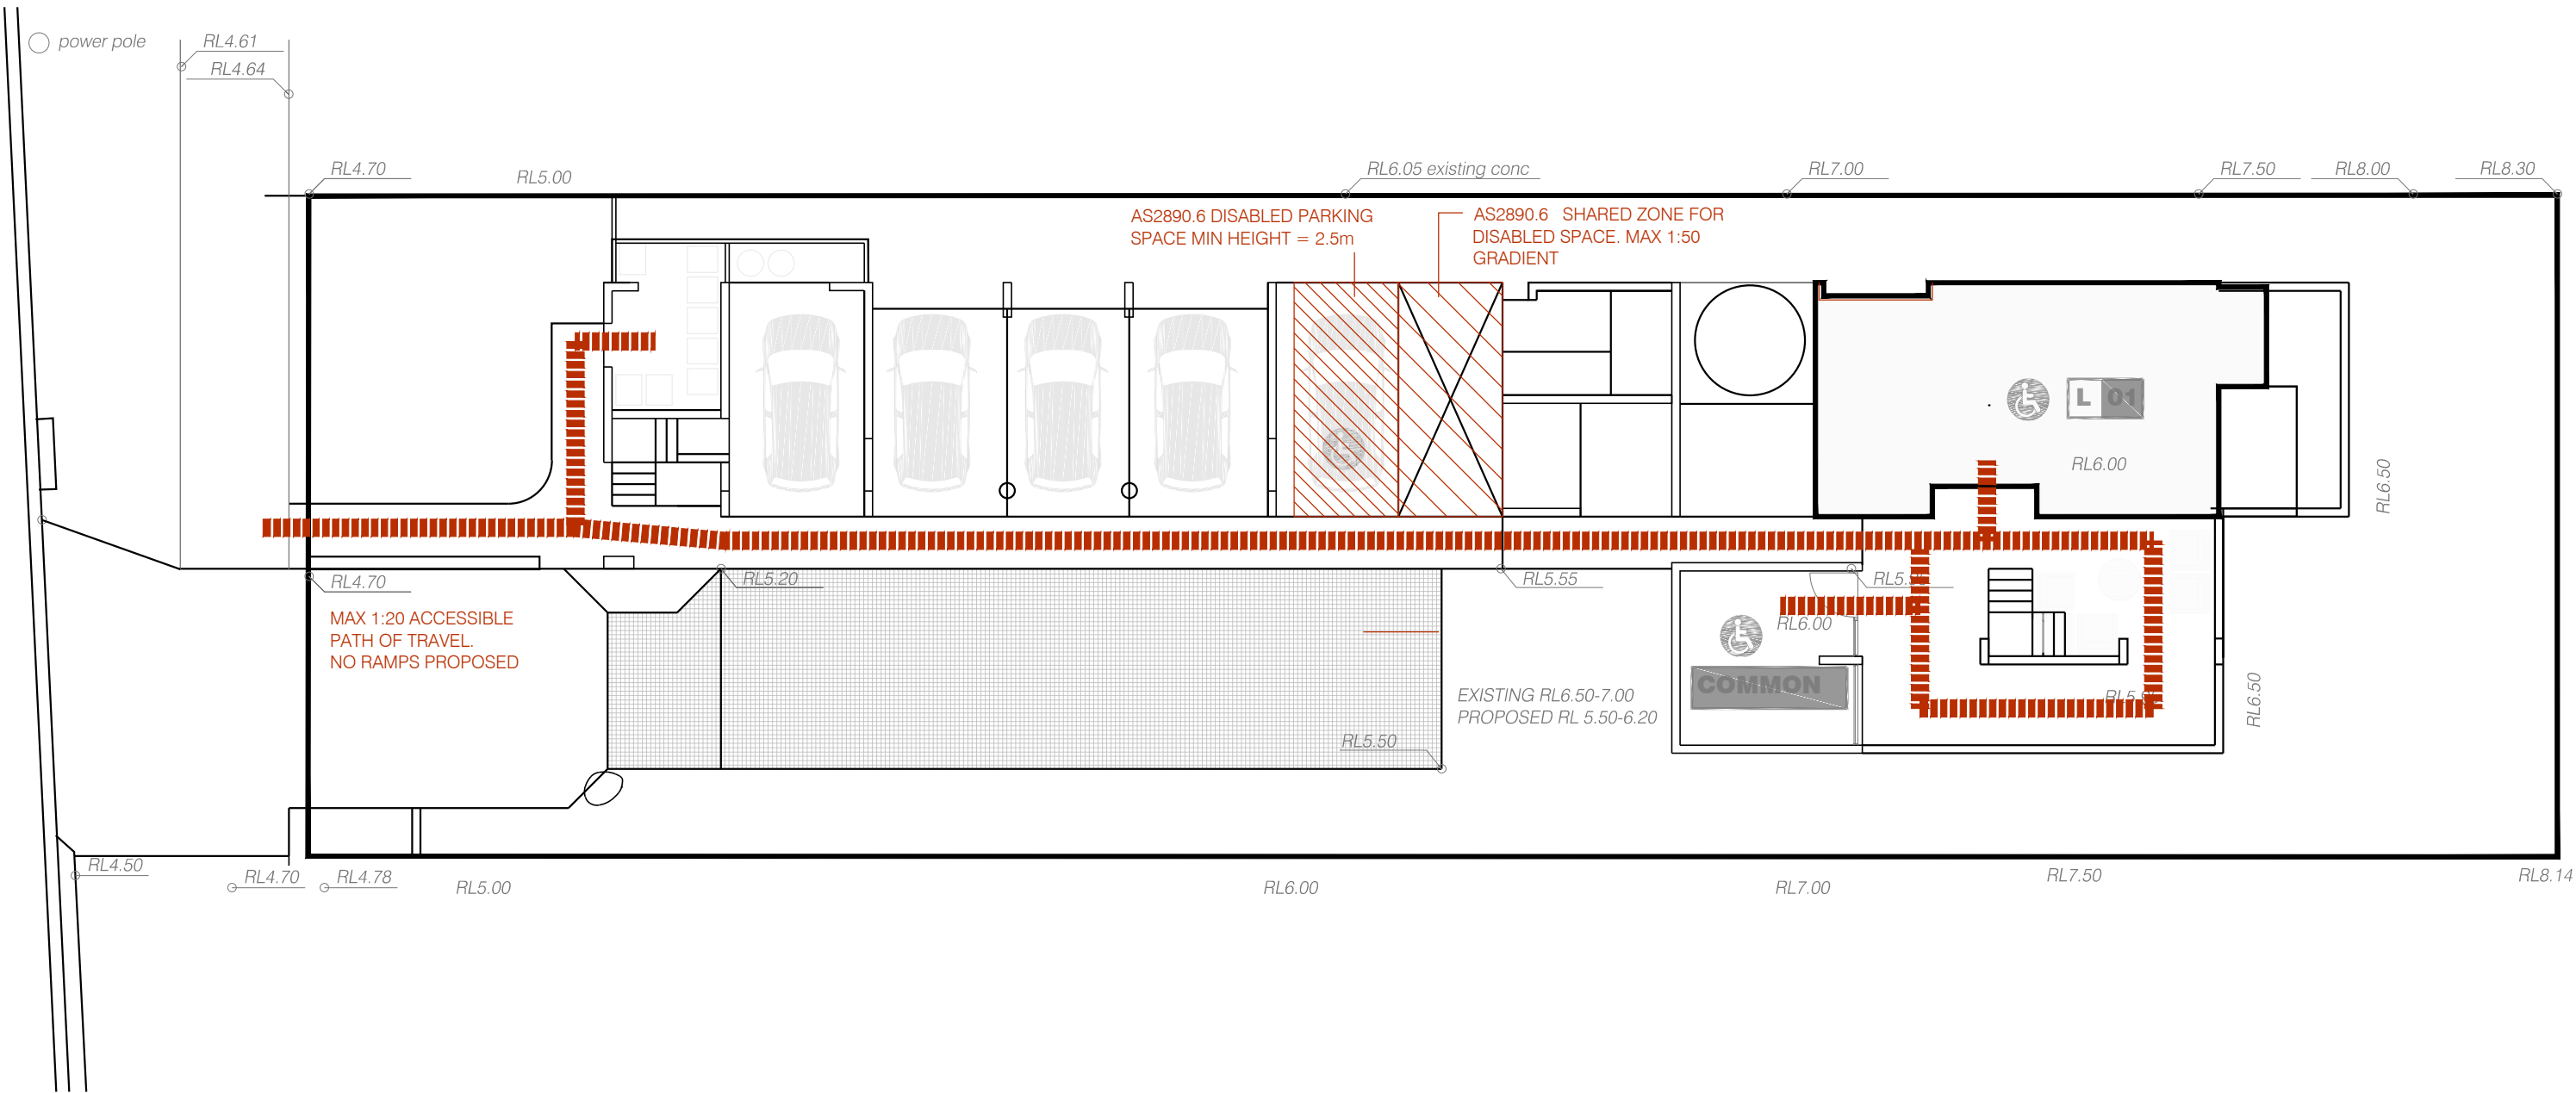 power pole
RL4.61
RL4.64
RL4.70
RL5.00
RL6.05 existing conc
RL7.00
RL7.50
RL8.00
RL8.30
AS2890.6 DISABLED PARKING
SPACE MIN HEIGHT = 2.5m
AS2890.6 SHARED ZONE FOR
DISABLED SPACE. MAX 1:50
GRADIENT
L 01
RL6.00
RL6.50
RL4.70
RL5.20
RL5.55
MAX 1:20 ACCESSIBLE
PATH OF TRAVEL.
NO RAMPS PROPOSED
RL6.00
COMMON
EXISTING RL6.50-7.00
PROPOSED RL 5.50-6.20
RL5.50
RL6.50
RL4.50
RL4.70
RL4.78
RL5.00
RL6.00
RL7.00
RL7.50
RL8.14